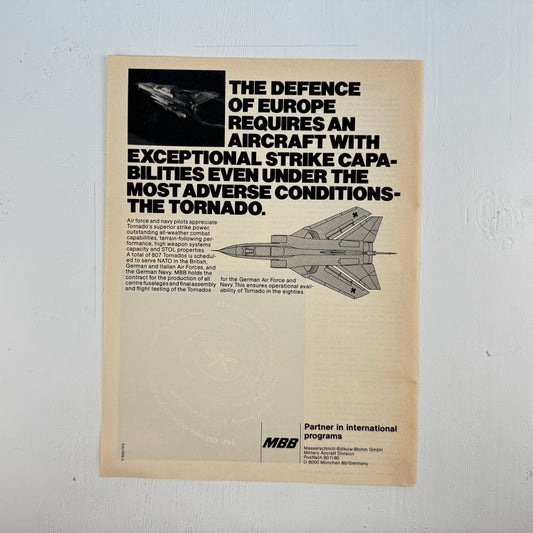 THE DEFENCE
OF EUROPE
REQUIRES AN
AIRCRAFT WITH
EXCEPTIONAL STRIKE CAPA-
BILITIES EVEN UNDER THE
MOST ADVERSE CONDITIONS-
THE TORNADO.
Air force and navy pilots appreciate
Tornado's superior strike power,
outstanding all-weather combat
capabilities, terrain-following per-
formance, high weapon systems
capacity and STOL properties.
A total of 807 Tornados is schedul-
ed to serve NATO in the British,
German and Italian Air Forces, and
the German Navy. MBB holds the
contract for the production of all
centre fuselages and final assembly
and flight testing of the Tornados
for the German Air Force and
Navy. This ensures operational avail-
ability of Tornado in the eighties.
MBB
Partner in international
programs
Messerschmitt-Bölkow-Blohm GmbH
Military Aircraft Division
Postfach 801160
D 8000 München 80/Germany